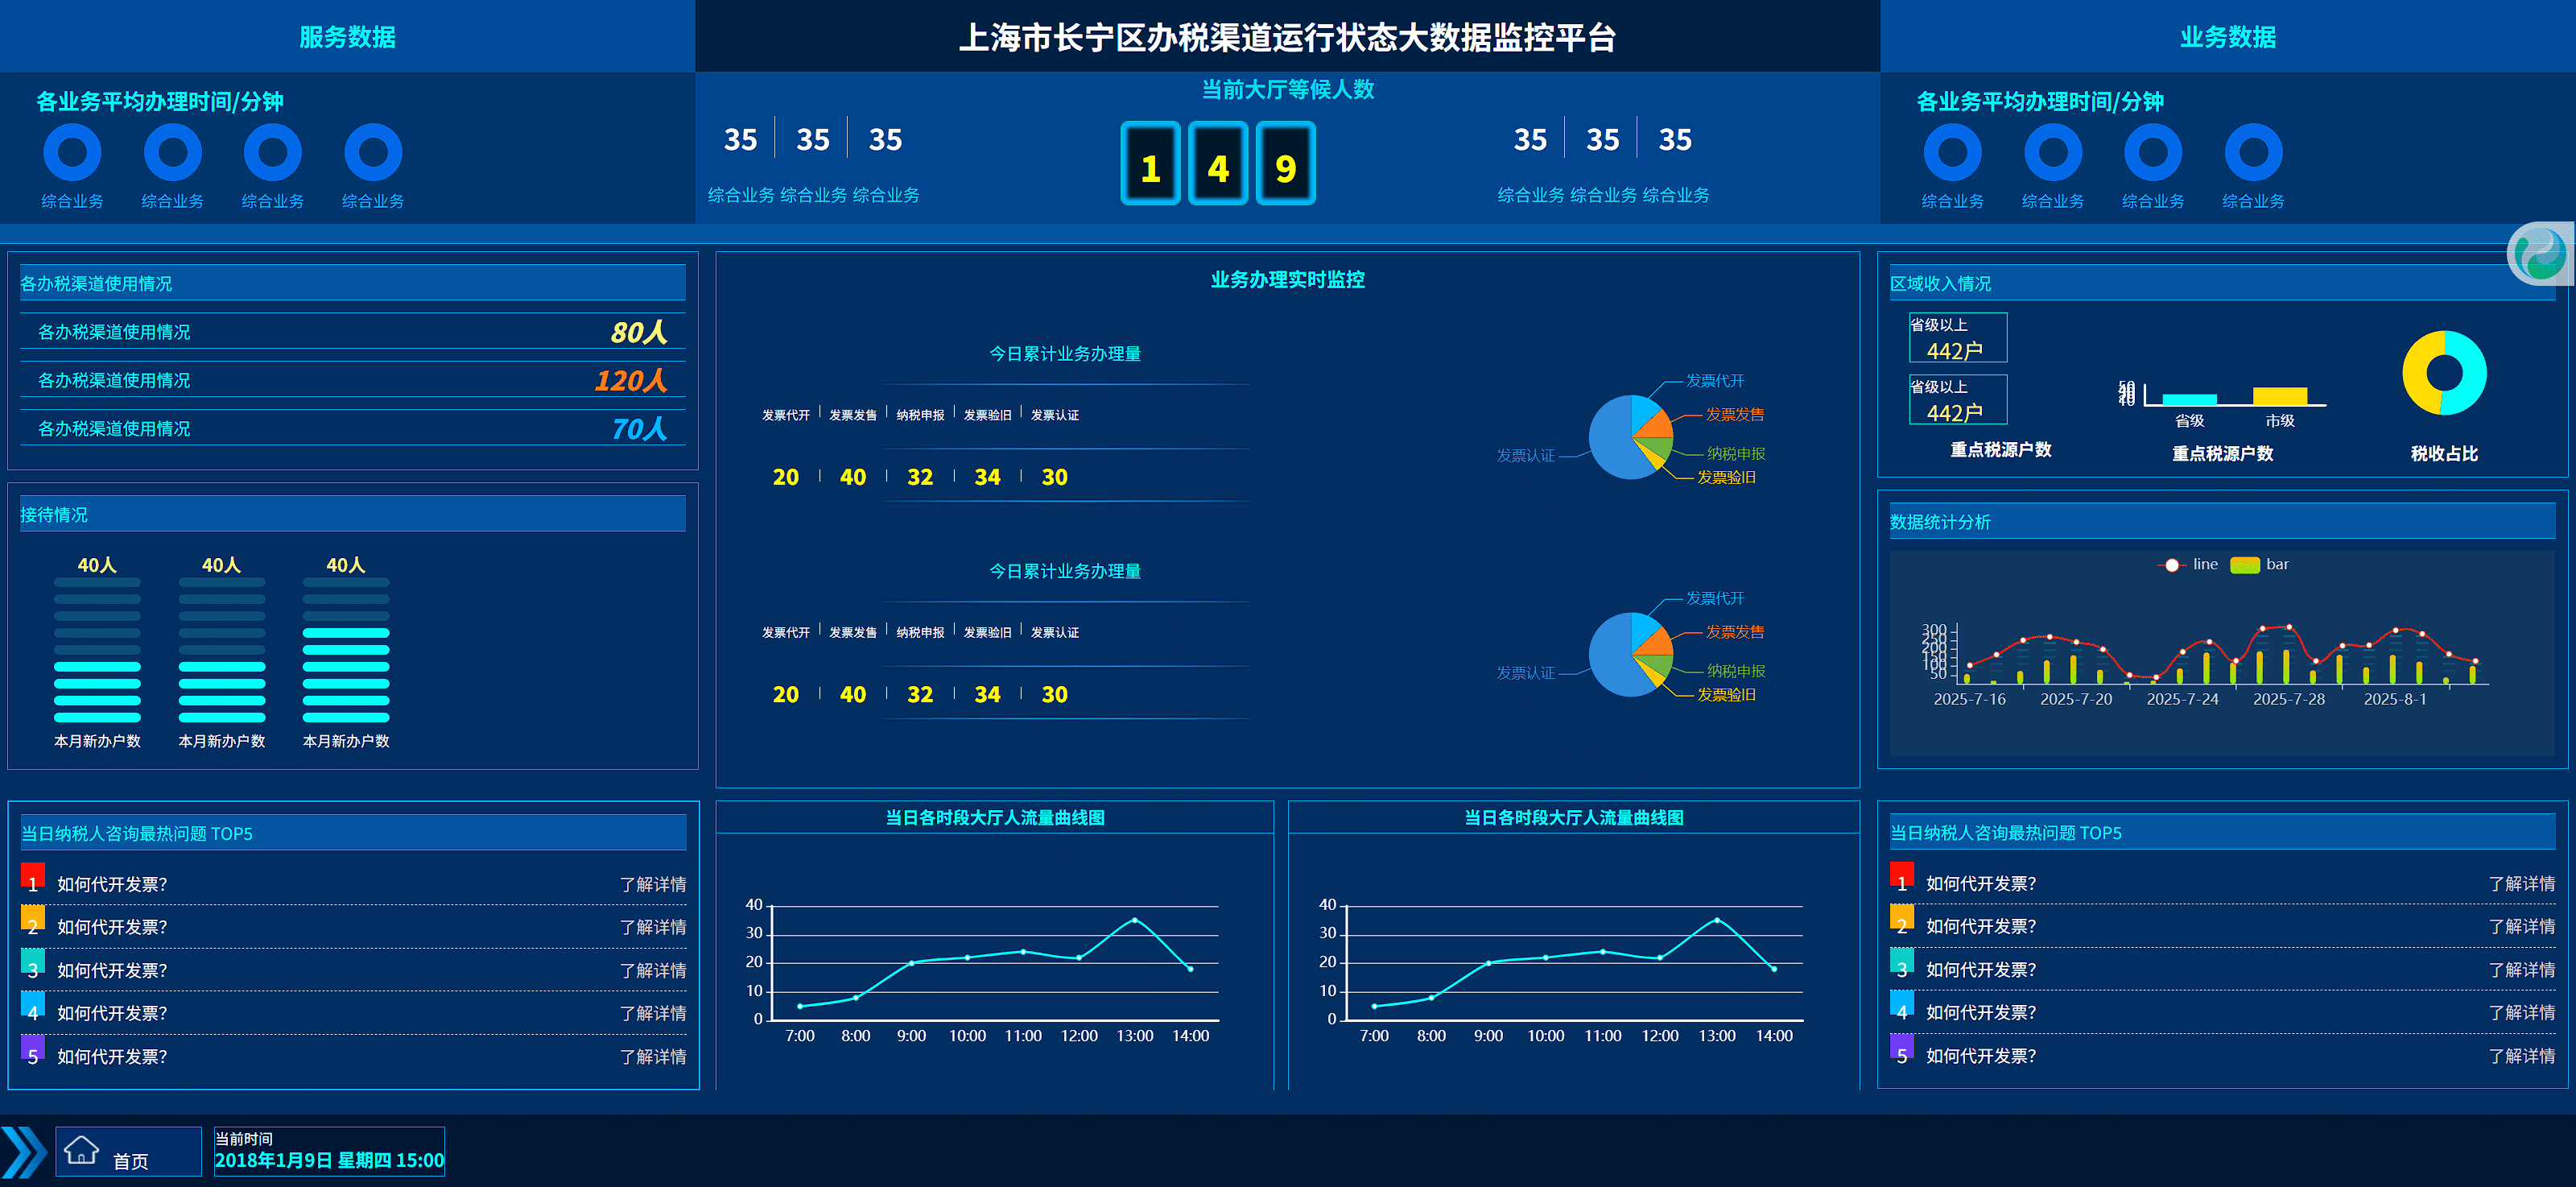 服务数据
上海市长宁区办税渠道运行状态大数据监控平台
业务数据
各业务平均办理时间/分钟
综合业务 综合业务 综合业务 综合业务
当前大厅等候人数
35 35 35
综合业务 综合业务 综合业务
1 4 9
35 35 35
综合业务 综合业务 综合业务
各业务平均办理时间/分钟
综合业务 综合业务 综合业务 综合业务
各办税渠道使用情况
各办税渠道使用情况 80人
各办税渠道使用情况 120人
各办税渠道使用情况 70人
接待情况
40人 40人 40人
本月新办户数 本月新办户数 本月新办户数
当日纳税人咨询最热问题 TOP5
1 如何代开发票? 了解详情
2 如何代开发票? 了解详情
3 如何代开发票? 了解详情
4 如何代开发票? 了解详情
5 如何代开发票? 了解详情
业务办理实时监控
今日累计业务办理量
发票代开 发票发售 纳税申报 发票验旧 发票认证
20 40 32 34 30
发票代开
发票发售
发票认证
纳税申报
发票验旧
今日累计业务办理量
发票代开 发票发售 纳税申报 发票验旧 发票认证
20 40 32 34 30
发票代开
发票发售
发票认证
纳税申报
发票验旧
当日各时段大厅人流量曲线图
40
30
20
10
0
7:00 8:00 9:00 10:00 11:00 12:00 13:00 14:00
当日各时段大厅人流量曲线图
40
30
20
10
0
7:00 8:00 9:00 10:00 11:00 12:00 13:00 14:00
区域收入情况
省级以上
442户
省级以上
442户
重点税源户数
50
10
省级 市级
重点税源户数
税收占比
数据统计分析
line bar
300
250
200
150
100
50
2025-7-16 2025-7-20 2025-7-24 2025-7-28 2025-8-1
当日纳税人咨询最热问题 TOP5
1 如何代开发票? 了解详情
2 如何代开发票? 了解详情
3 如何代开发票? 了解详情
4 如何代开发票? 了解详情
5 如何代开发票? 了解详情
首页
当前时间
2018年1月9日 星期四 15:00